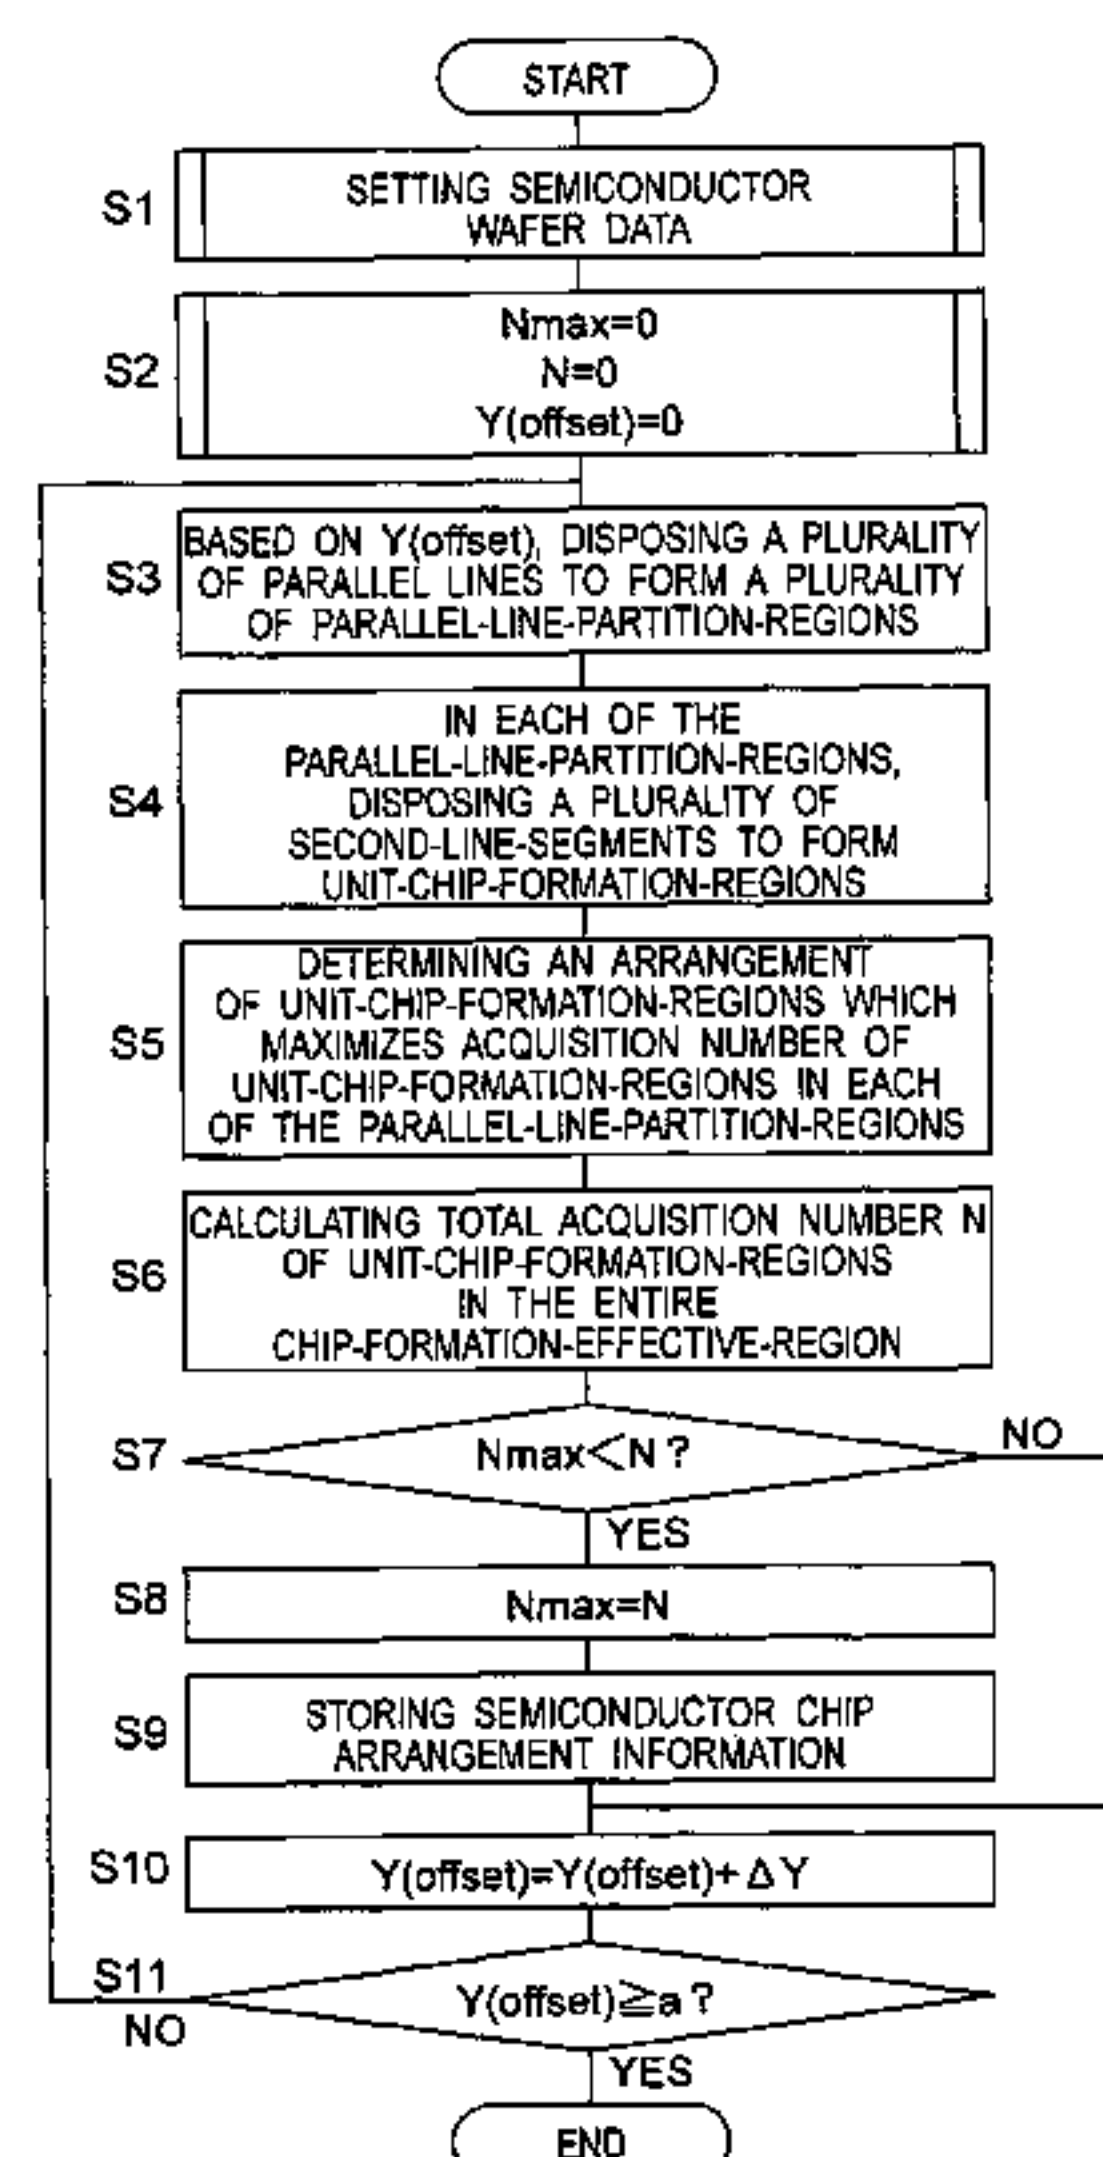 START
S1
SETTING SEMICONDUCTOR
WAFER DATA
S2
Nmax=0
N=0
Y(offset)=0
S3
BASED ON Y(offset), DISPOSING A PLURALITY
OF PARALLEL LINES TO FORM A PLURALITY
OF PARALLEL-LINE-PARTITION-REGIONS
S4
IN EACH OF THE
PARALLEL-LINE-PARTITION-REGIONS,
DISPOSING A PLURALITY OF
SECOND-LINE-SEGMENTS TO FORM
UNIT-CHIP-FORMATION-REGIONS
S5
DETERMINING AN ARRANGEMENT
OF UNIT-CHIP-FORMATION-REGIONS WHICH
MAXIMIZES ACQUISITION NUMBER OF
UNIT-CHIP-FORMATION-REGIONS IN EACH
OF THE PARALLEL-LINE-PARTITION-REGIONS
S6
CALCULATING TOTAL ACQUISITION NUMBER N
OF UNIT-CHIP-FORMATION-REGIONS
IN THE ENTIRE
CHIP-FORMATION-EFFECTIVE-REGION
S7
Nmax<N ?
NO
YES
S8
Nmax=N
S9
STORING SEMICONDUCTOR CHIP
ARRANGEMENT INFORMATION
S10
Y(offset)=Y(offset)+ΔY
S11
Y(offset)≧a ?
NO
YES
END